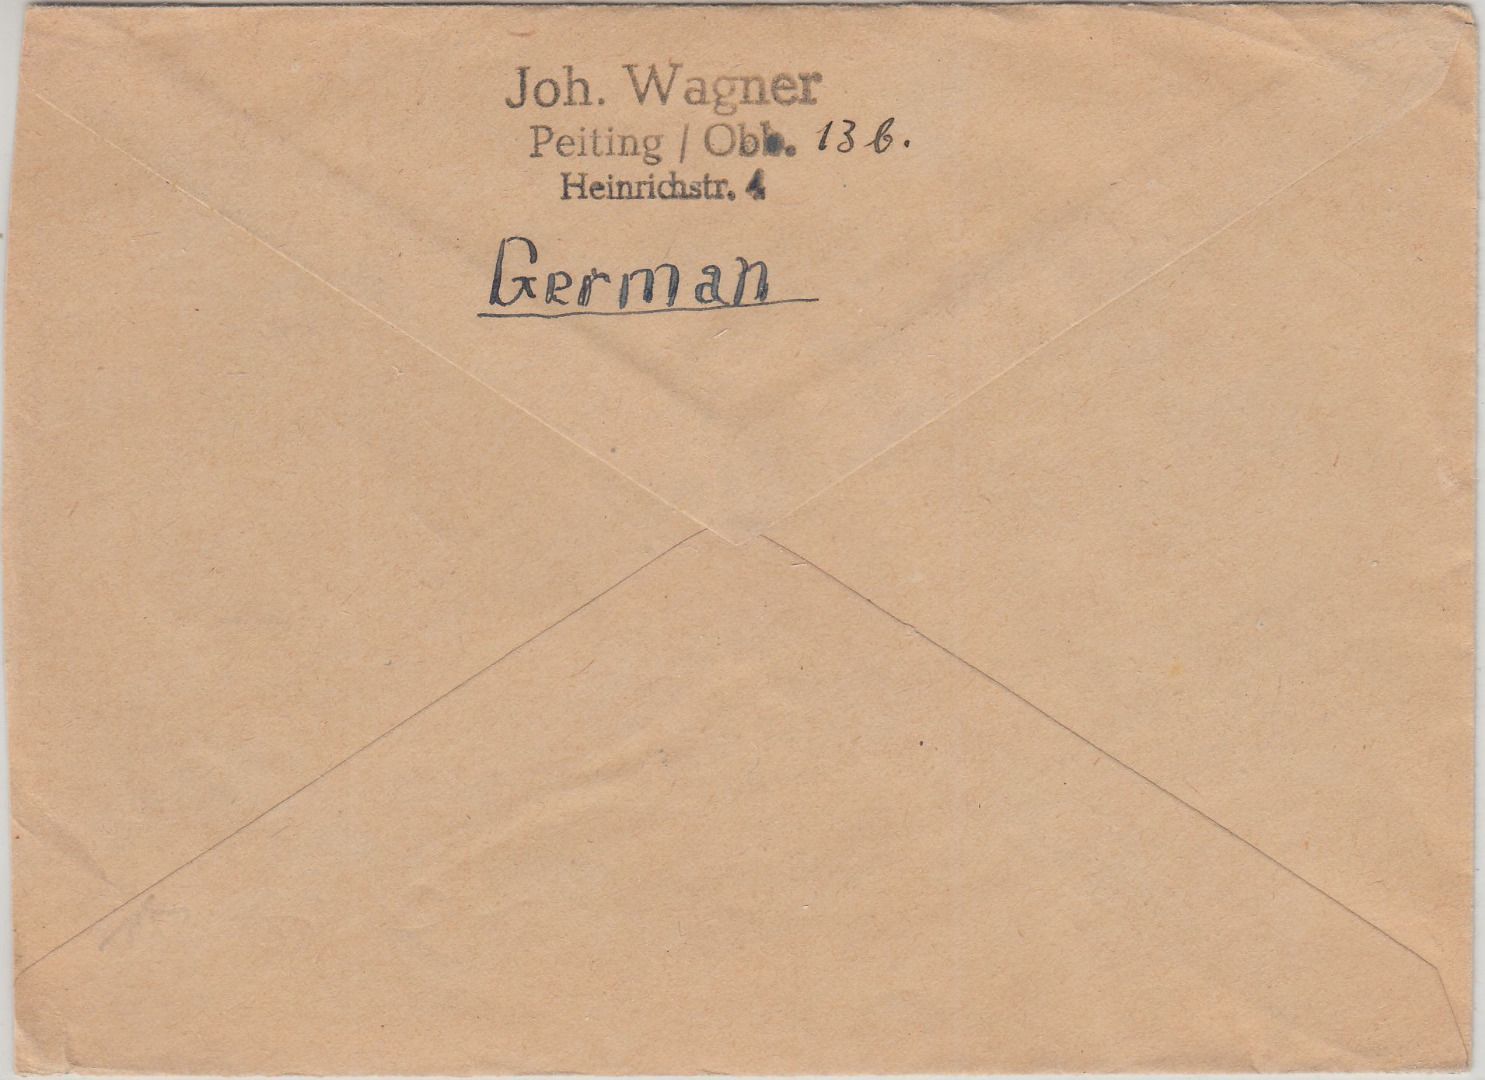 Joh. Wagner
Peiting / Obb. 13 b.
Heinrichstr. 4
German